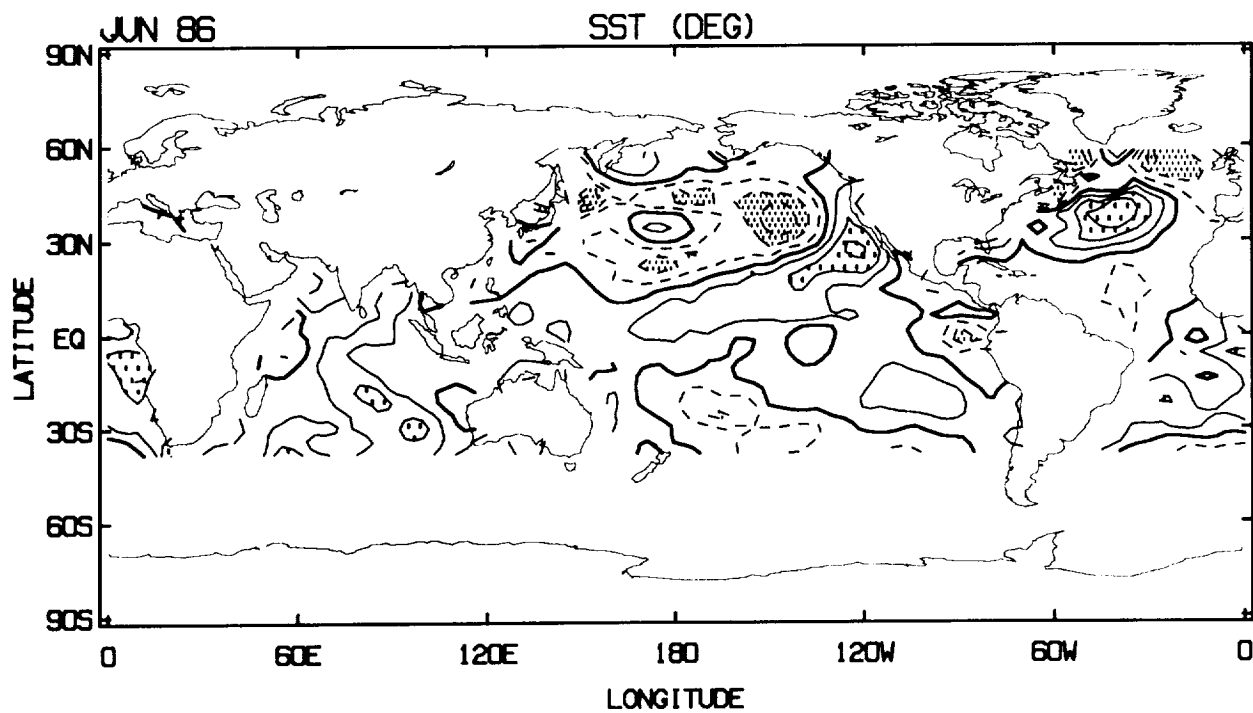 JUN 86
SST (DEG)
90N
60N
30N
EQ
30S
60S
90S
LATITUDE
0
60E
120E
180
120W
60W
0
LONGITUDE